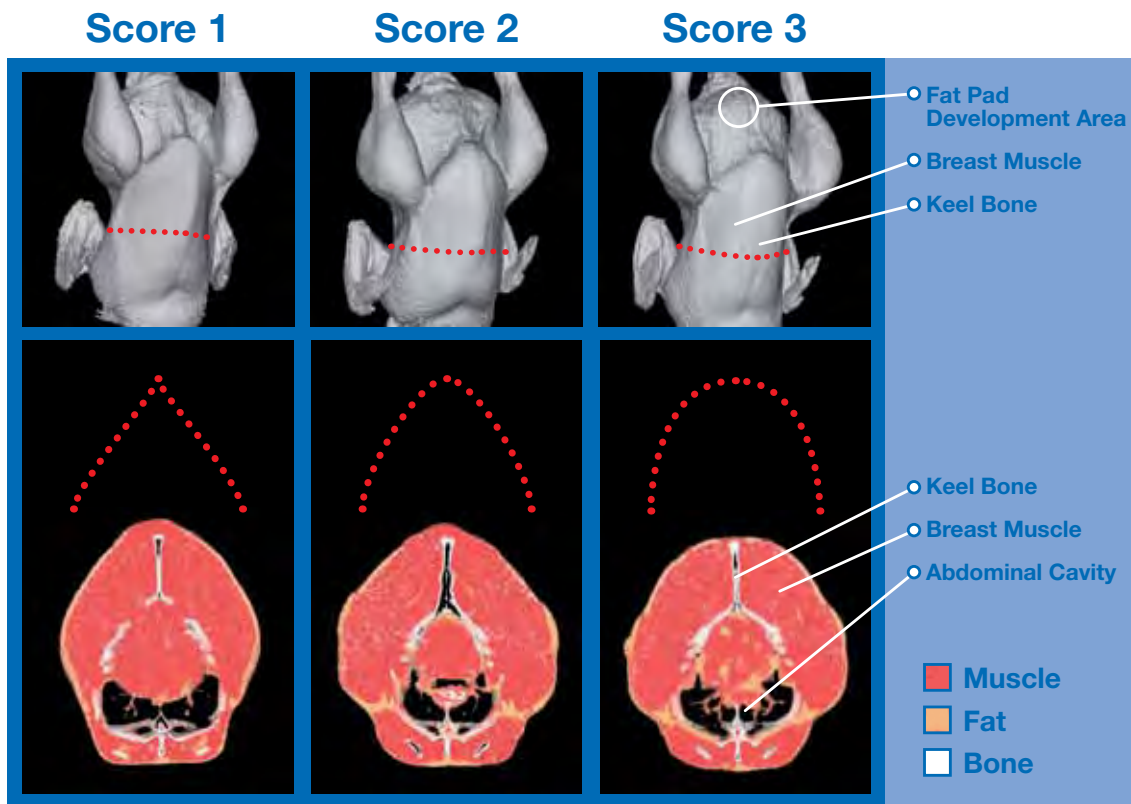 Score 1
Score 2
Score 3
Fat Pad
Development Area
Breast Muscle
Keel Bone
Keel Bone
Breast Muscle
Abdominal Cavity
Muscle
Fat
Bone